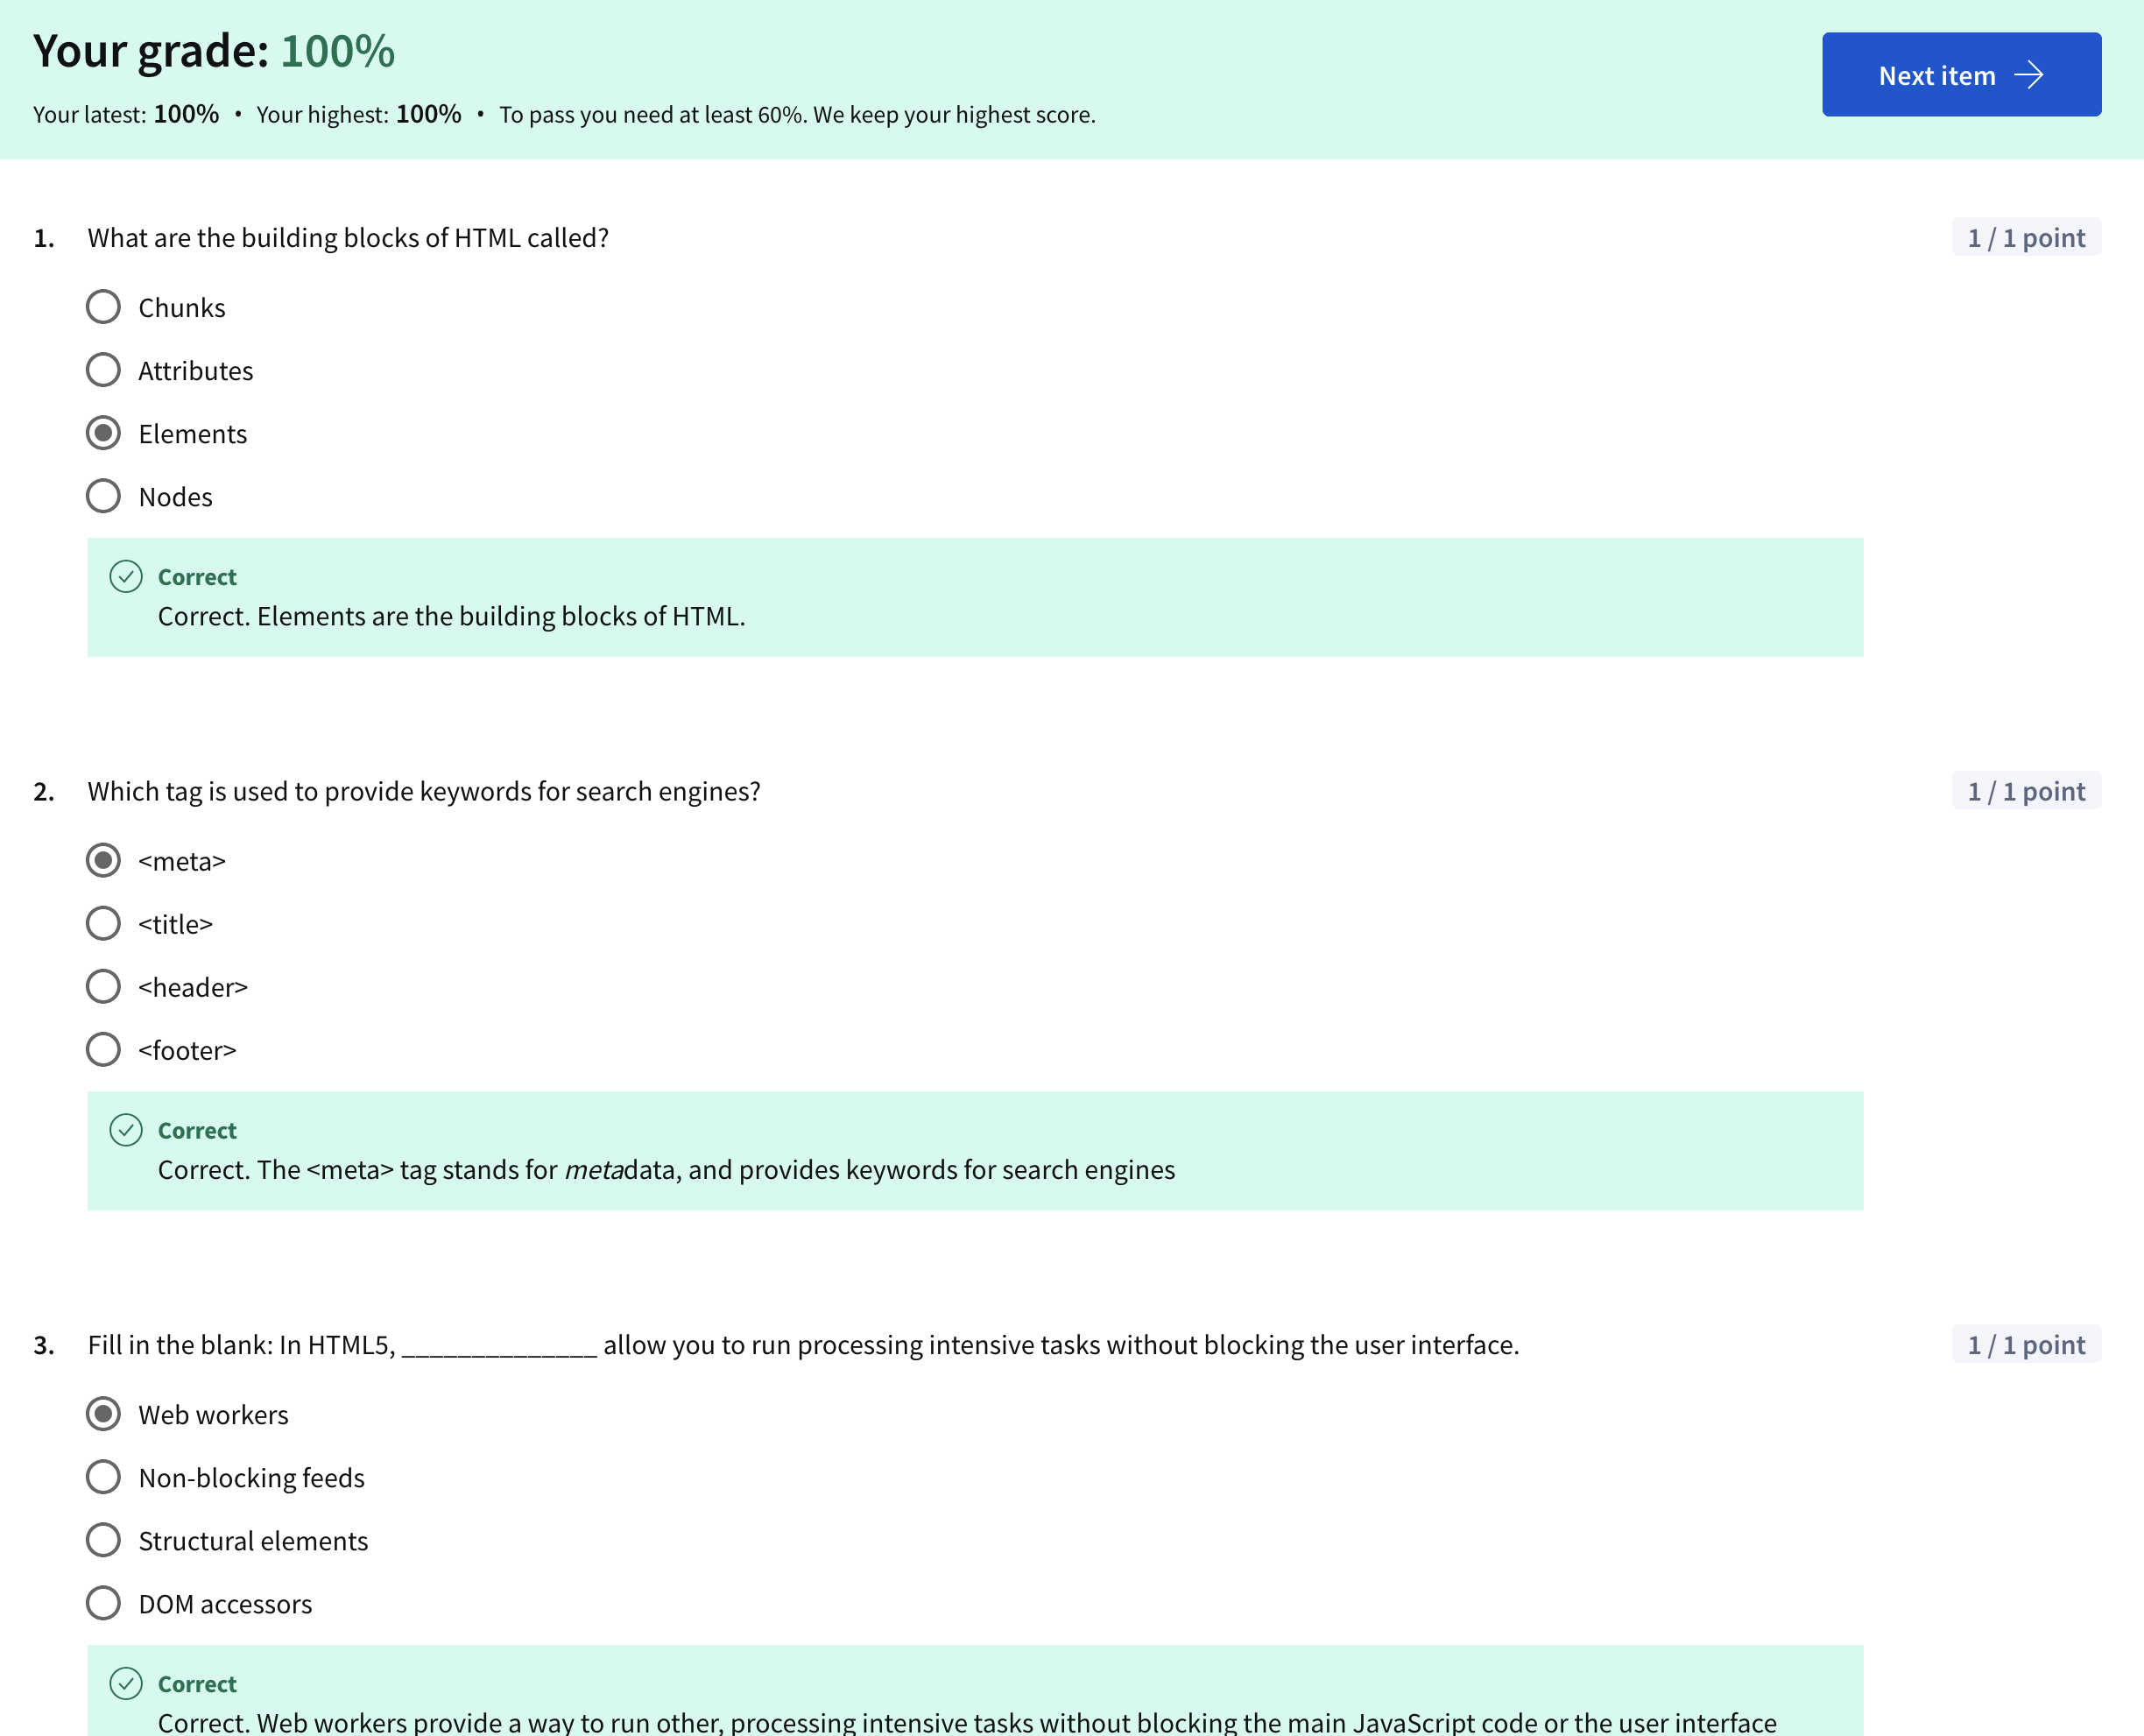 Your grade: 100%
Next item
Your latest: 100% • Your highest: 100% • To pass you need at least 60%. We keep your highest score.
1. What are the building blocks of HTML called?
1 / 1 point
Chunks
Attributes
Elements
Nodes
Correct
Correct. Elements are the building blocks of HTML.
2. Which tag is used to provide keywords for search engines?
1 / 1 point
<meta>
<title>
<header>
<footer>
Correct
Correct. The <meta> tag stands for metadata, and provides keywords for search engines
3. Fill in the blank: In HTML5, ______________ allow you to run processing intensive tasks without blocking the user interface.
1 / 1 point
Web workers
Non-blocking feeds
Structural elements
DOM accessors
Correct
Correct. Web workers provide a way to run other, processing intensive tasks without blocking the main JavaScript code or the user interface